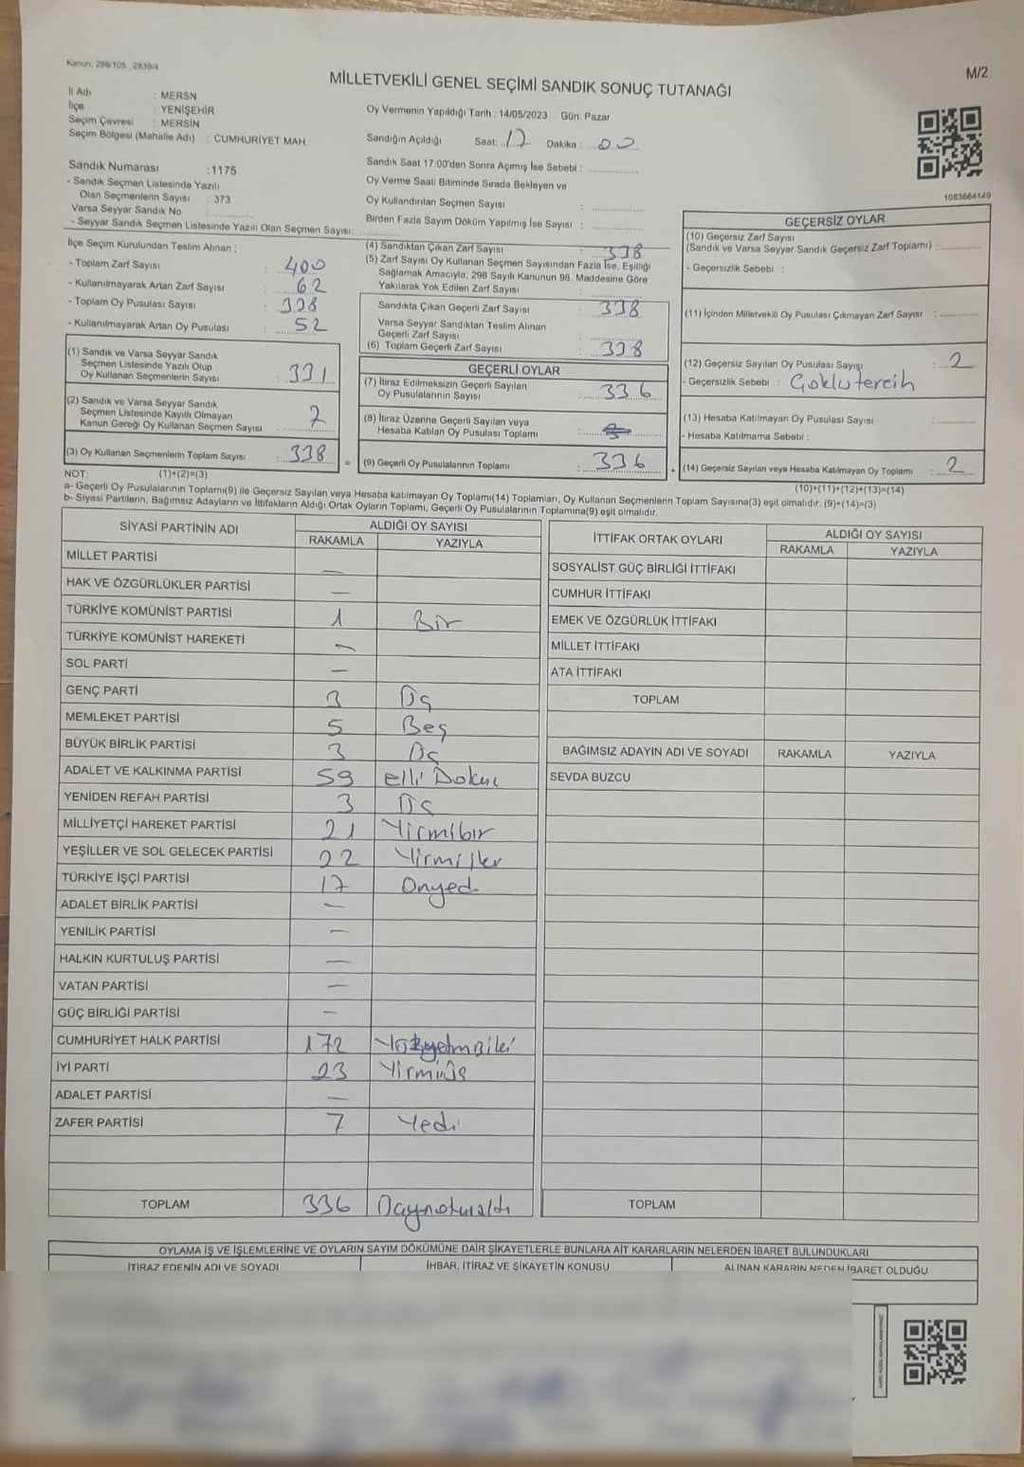 Kanun: 298/105, 2839/4
M/2
MİLLETVEKİLİ GENEL SEÇİMİ SANDIK SONUÇ TUTANAĞI
İl Adı : MERSN
İlçe : YENİŞEHİR
Seçim Çevresi : MERSİN
Seçim Bölgesi (Mahalle Adı) : CUMHURİYET MAH.
Sandık Numarası : 1175
- Sandık Seçmen Listesinde Yazılı
Olan Seçmenlerin Sayısı : 373
Varsa Seyyar Sandık No
- Seyyar Sandık Seçmen Listesinde Yazılı Olan Seçmen Sayısı:
Oy Vermenin Yapıldığı Tarih : 14/05/2023 Gün. Pazar
Sandığın Açıldığı Saat: 17 Dakika : 00
Sandık Saat 17:00'den Sonra Açımış İse Sebebi :
Oy Verme Saati Bitiminde Sırada Bekleyen ve
Oy Kullandırılan Seçmen Sayısı :
Birden Fazla Sayım Döküm Yapılmış İse Sayısı :
1083664149
İlçe Seçim Kurulundan Teslim Alınan ;
- Toplam Zarf Sayısı : 400
- Kullanılmayarak Artan Zarf Sayısı : 62
- Toplam Oy Pusulası Sayısı :
- Kullanılmayarak Artan Oy Pusulası : 52
(1) Sandık ve Varsa Seyyar Sandık
Seçmen Listesinde Yazılı Olup
Oy Kullanan Seçmenlerin Sayısı : 331
(2) Sandık ve Varsa Seyyar Sandık
Seçmen Listesinde Kayıtlı Olmayan
Kanun Gereği Oy Kullanan Seçmen Sayısı : 7
(3) Oy Kullanan Seçmenlerin Toplam Sayısı : 338
(4) Sandıktan Çıkan Zarf Sayısı : 338
(5) Zarf Sayısı Oy Kullanan Seçmen Sayısından Fazla İse, Eşitliği
Sağlamak Amacıyla; 298 Sayılı Kanunun 98. Maddesine Göre
Yakılarak Yok Edilen Zarf Sayısı :
Sandıkta Çıkan Geçerli Zarf Sayısı : 338
Varsa Seyyar Sandıktan Teslim Alınan
Geçerli Zarf Sayısı :
(6) Toplam Geçerli Zarf Sayısı : 338
GEÇERLİ OYLAR
(7) İtiraz Edilmeksizin Geçerli Sayılan
Oy Pusulalarının Sayısı : 336
(8) İtiraz Üzerine Geçerli Sayılan veya
Hesaba Katılan Oy Pusulası Toplamı :
= (9) Geçerli Oy Pusulalarının Toplamı : 336 +
GEÇERSİZ OYLAR
(10) Geçersiz Zarf Sayısı
(Sandık ve Varsa Seyyar Sandık Geçersiz Zarf Toplamı) :
- Geçersizlik Sebebi :
(11) İçinden Milletvekili Oy Pusulası Çıkmayan Zarf Sayısı :
(12) Geçersiz Sayılan Oy Pusulası Sayısı : 2
- Geçersizlik Sebebi : Çoklu tercih
(13) Hesaba Katılmayan Oy Pusulası Sayısı :
- Hesaba Katılmama Sebebi :
(14) Geçersiz Sayılan veya Hesaba Katılmayan Oy Toplamı : 2
NOT: (1)+(2)=(3)
(10)+(11)+(12)+(13)=(14)
a- Geçerli Oy Pusulalarının Toplamı(9) ile Geçersiz Sayılan veya Hesaba katılmayan Oy Toplamı(14) Toplamları, Oy Kullanan Seçmenlerin Toplam Sayısına(3) eşit olmalıdır. (9)+(14)=(3)
b- Siyasi Partilerin, Bağımsız Adayların ve İttifakların Aldığı Ortak Oyların Toplamı, Geçerli Oy Pusulalarının Toplamına(9) eşit olmalıdır.
SİYASİ PARTİNİN ADI ALDIĞI OY SAYISI
RAKAMLA YAZIYLA
MİLLET PARTİSİ —
HAK VE ÖZGÜRLÜKLER PARTİSİ —
TÜRKİYE KOMÜNİST PARTİSİ 1 Bir
TÜRKİYE KOMÜNİST HAREKETİ —
SOL PARTİ —
GENÇ PARTİ 3 Üç
MEMLEKET PARTİSİ 5 Beş
BÜYÜK BİRLİK PARTİSİ 3 Üç
ADALET VE KALKINMA PARTİSİ 59 elli Dokuz
YENİDEN REFAH PARTİSİ 3 Üç
MİLLİYETÇİ HAREKET PARTİSİ 21 Yirmibir
YEŞİLLER VE SOL GELECEK PARTİSİ 22 Yirmi iki
TÜRKİYE İŞÇİ PARTİSİ 17 Onyedi
ADALET BİRLİK PARTİSİ —
YENİLİK PARTİSİ —
HALKIN KURTULUŞ PARTİSİ —
VATAN PARTİSİ —
GÜÇ BİRLİĞİ PARTİSİ —
CUMHURİYET HALK PARTİSİ 172
İYİ PARTİ 23 Yirmiüç
ADALET PARTİSİ —
ZAFER PARTİSİ 7 Yedi
TOPLAM 336
İTTİFAK ORTAK OYLARI ALDIĞI OY SAYISI
RAKAMLA YAZIYLA
SOSYALİST GÜÇ BİRLİĞİ İTTİFAKI
CUMHUR İTTİFAKI
EMEK VE ÖZGÜRLÜK İTTİFAKI
MİLLET İTTİFAKI
ATA İTTİFAKI
TOPLAM
BAĞIMSIZ ADAYIN ADI VE SOYADI RAKAMLA YAZIYLA
SEVDA BUZCU
TOPLAM
OYLAMA İŞ VE İŞLEMLERİNE VE OYLARIN SAYIM DÖKÜMÜNE DAİR ŞİKAYETLERLE BUNLARA AİT KARARLARIN NELERDEN İBARET BULUNDUKLARI
İTİRAZ EDENİN ADI VE SOYADI İHBAR, İTİRAZ VE ŞİKAYETİN KONUSU ALINAN KARARIN NEDEN İBARET OLDUĞU